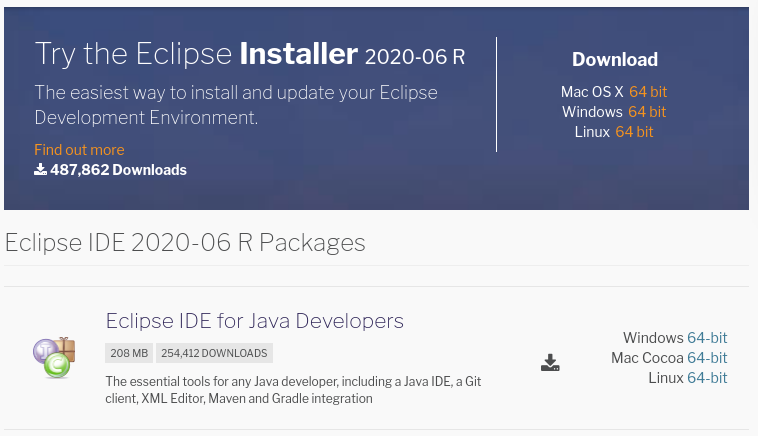 Try the Eclipse Installer 2020-06 R
The easiest way to install and update your Eclipse
Development Environment.
Find out more
487,862 Downloads
Download
Mac OS X 64 bit
Windows 64 bit
Linux 64 bit
Eclipse IDE 2020-06 R Packages
Eclipse IDE for Java Developers
208 MB 254,412 DOWNLOADS
The essential tools for any Java developer, including a Java IDE, a Git
client, XML Editor, Maven and Gradle integration
Windows 64-bit
Mac Cocoa 64-bit
Linux 64-bit